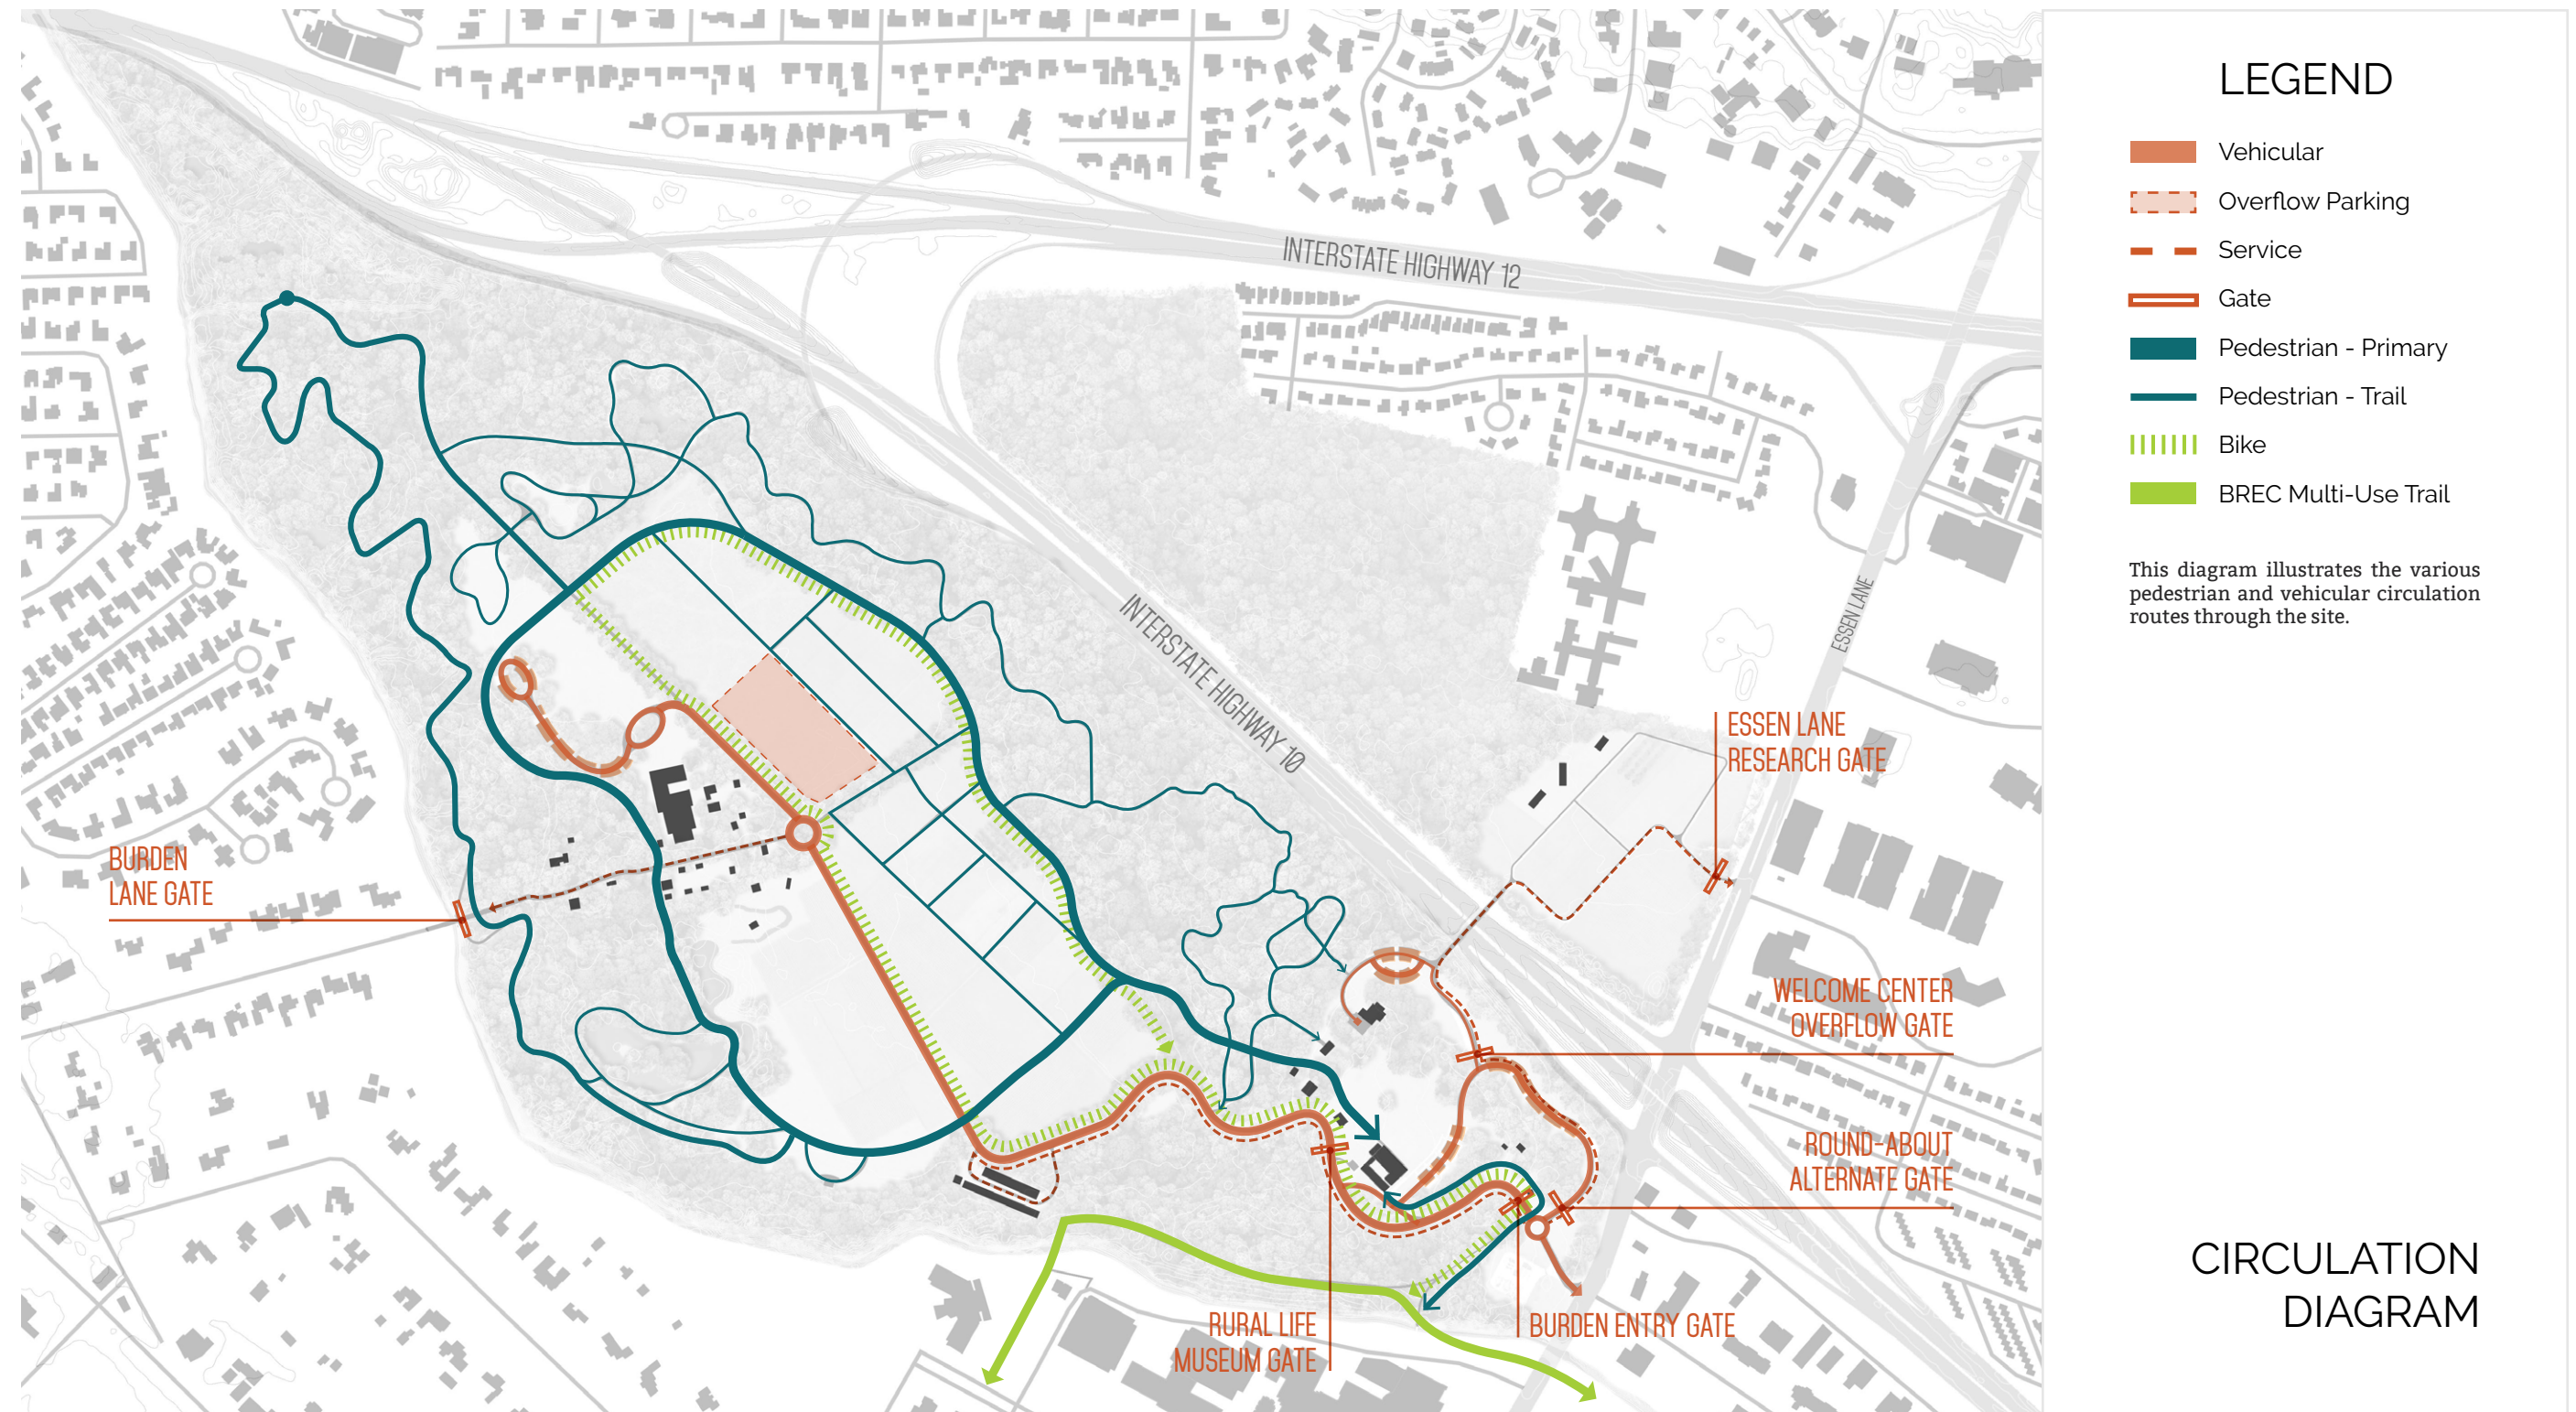 INTERSTATE HIGHWAY 12
INTERSTATE HIGHWAY 10
ESSEN LANE
ESSEN LANE
RESEARCH GATE
BURDEN
LANE GATE
WELCOME CENTER
OVERFLOW GATE
ROUND-ABOUT
ALTERNATE GATE
RURAL LIFE
MUSEUM GATE
BURDEN ENTRY GATE
LEGEND
Vehicular
Overflow Parking
Service
Gate
Pedestrian - Primary
Pedestrian - Trail
Bike
BREC Multi-Use Trail
This diagram illustrates the various
pedestrian and vehicular circulation
routes through the site.
CIRCULATION
DIAGRAM